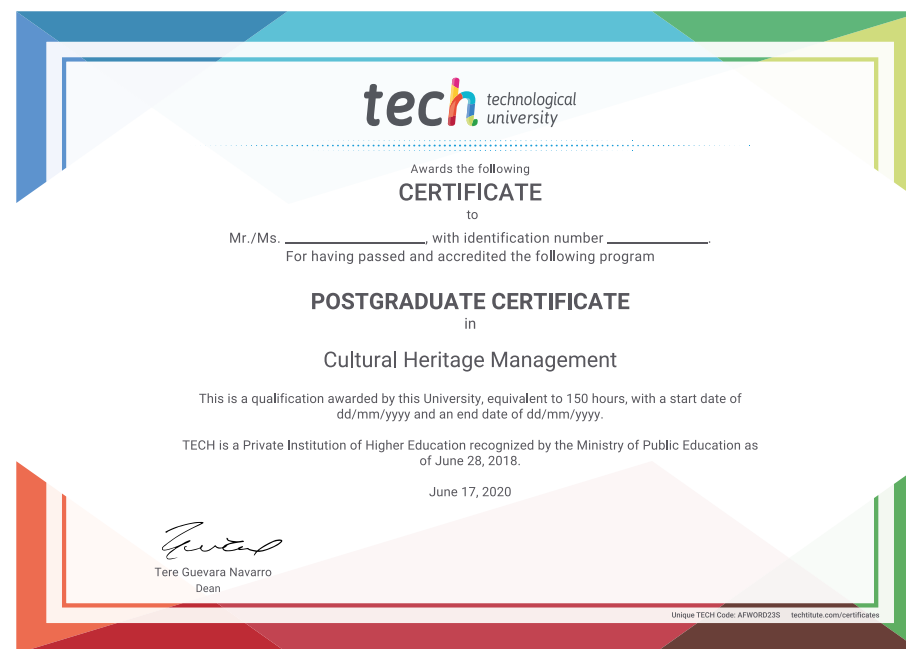 tech technological
university
Awards the following
CERTIFICATE
to
Mr./Ms. ____________________, with identification number ______________.
For having passed and accredited the following program
POSTGRADUATE CERTIFICATE
in
Cultural Heritage Management
This is a qualification awarded by this University, equivalent to 150 hours, with a start date of
dd/mm/yyyy and an end date of dd/mm/yyyy.
TECH is a Private Institution of Higher Education recognized by the Ministry of Public Education as
of June 28, 2018.
June 17, 2020
Tere Guevara Navarro
Dean
Unique TECH Code: AFWORD23S techtitute.com/certificates